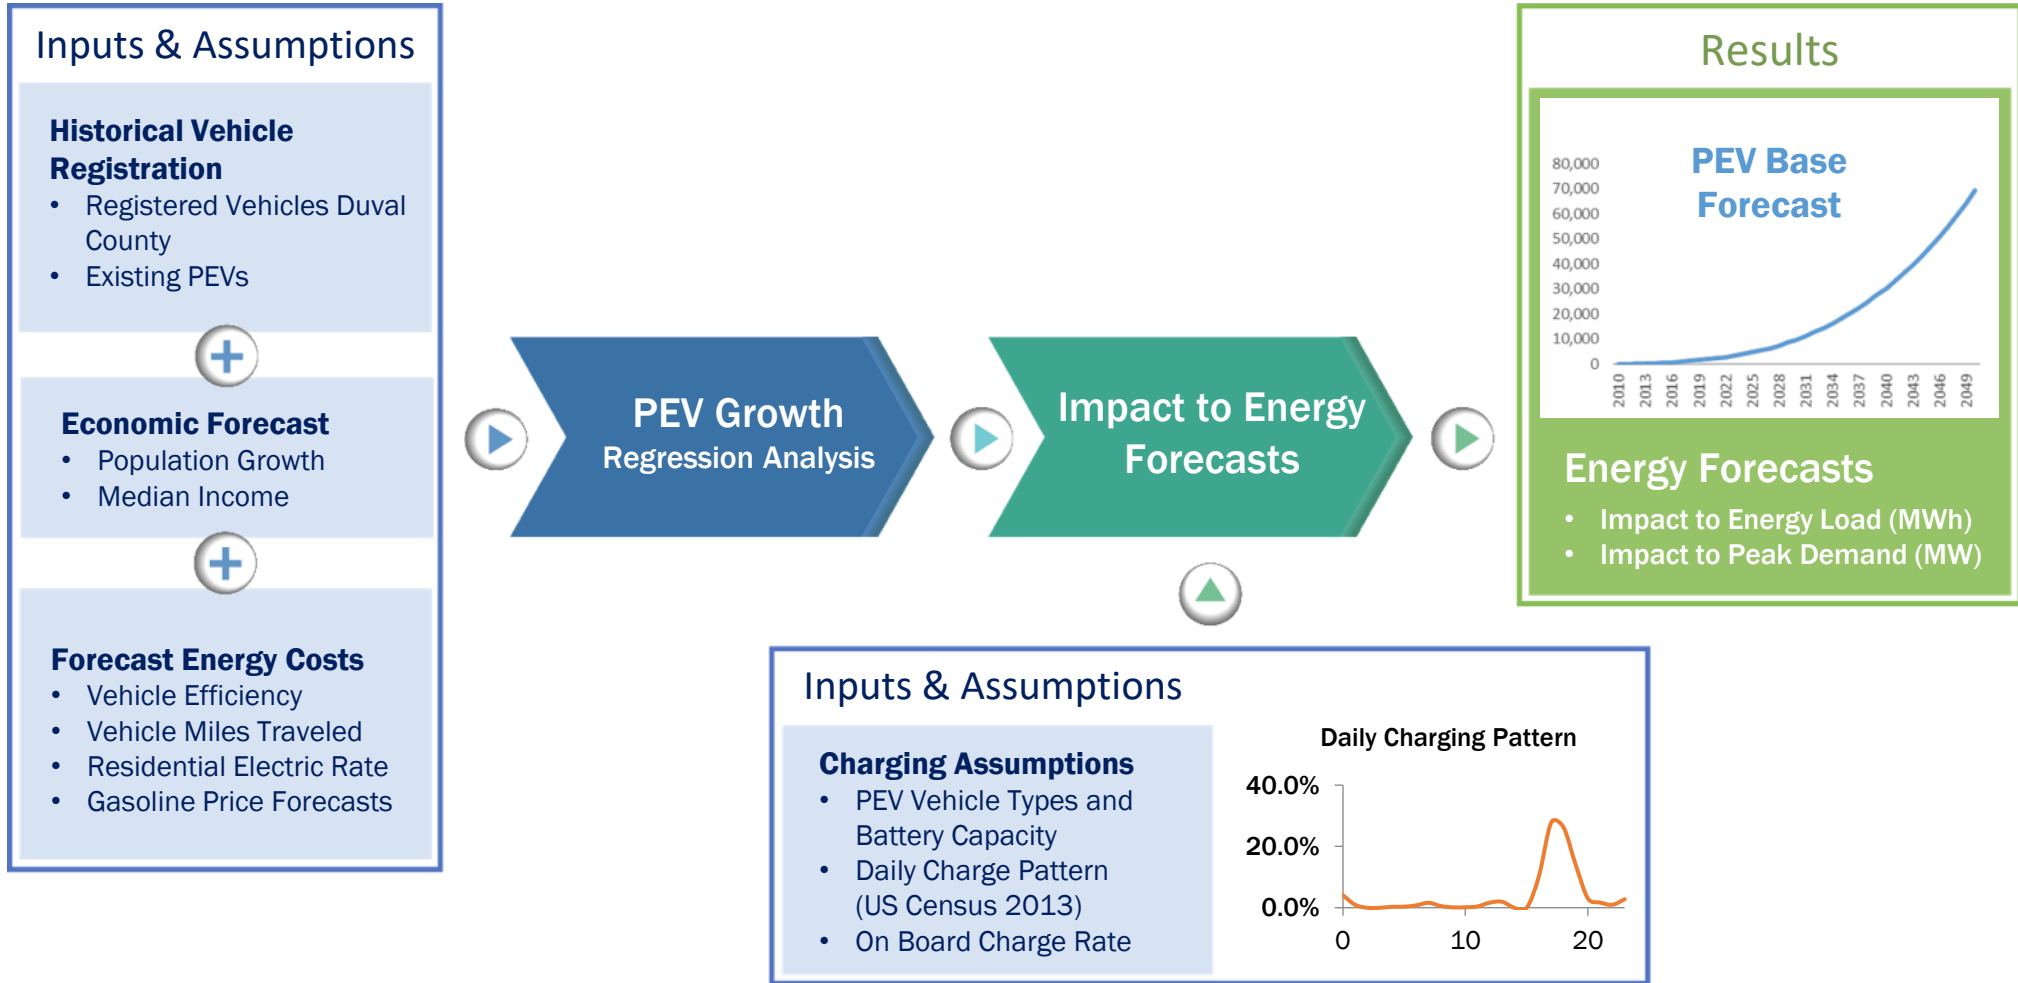 Inputs & Assumptions
Historical Vehicle
Registration
• Registered Vehicles Duval
County
• Existing PEVs
Economic Forecast
• Population Growth
• Median Income
Forecast Energy Costs
• Vehicle Efficiency
• Vehicle Miles Traveled
• Residential Electric Rate
• Gasoline Price Forecasts
PEV Growth
Regression Analysis
Impact to Energy
Forecasts
Inputs & Assumptions
Charging Assumptions
• PEV Vehicle Types and
Battery Capacity
• Daily Charge Pattern
(US Census 2013)
• On Board Charge Rate
Daily Charging Pattern
40.0%
20.0%
0.0%
0 10 20
Results
PEV Base
Forecast
80,000
70,000
60,000
50,000
40,000
30,000
20,000
10,000
0
2010 2013 2016 2019 2022 2025 2028 2031 2034 2037 2040 2043 2046 2049
Energy Forecasts
• Impact to Energy Load (MWh)
• Impact to Peak Demand (MW)